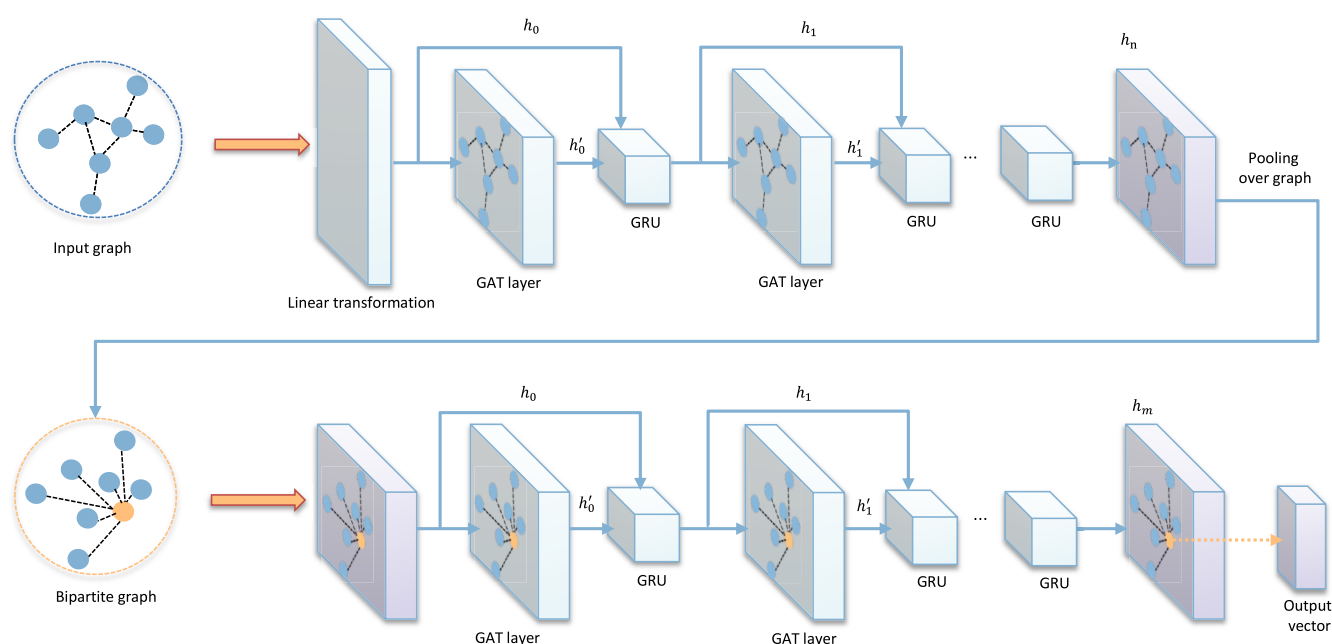 h₀
h₁
hₙ
h′₀
h′₁
...
Pooling
over graph
GRU
GRU
GRU
Input graph
GAT layer
GAT layer
Linear transformation
h₀
h₁
hₘ
h′₀
h′₁
...
GRU
GRU
GRU
Bipartite graph
Output
vector
GAT layer
GAT layer